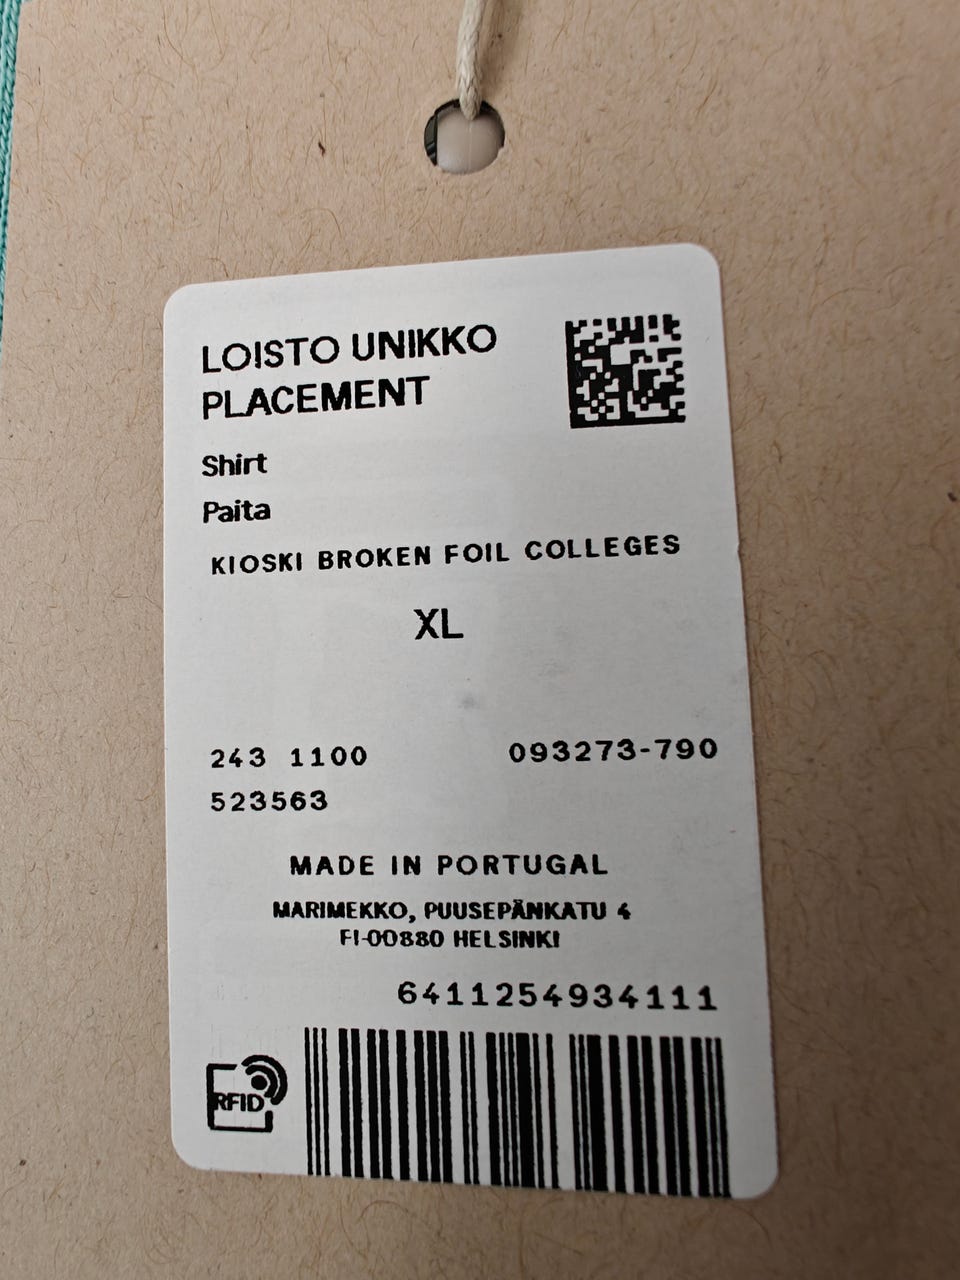 LOISTO UNIKKO
PLACEMENT
Shirt
Paita
KIOSKI BROKEN FOIL COLLEGES
XL
243 1100 093273-790
523563
MADE IN PORTUGAL
MARIMEKKO, PUUSEPÄNKATU 4
FI-00880 HELSINKI
6411254934111
RFID